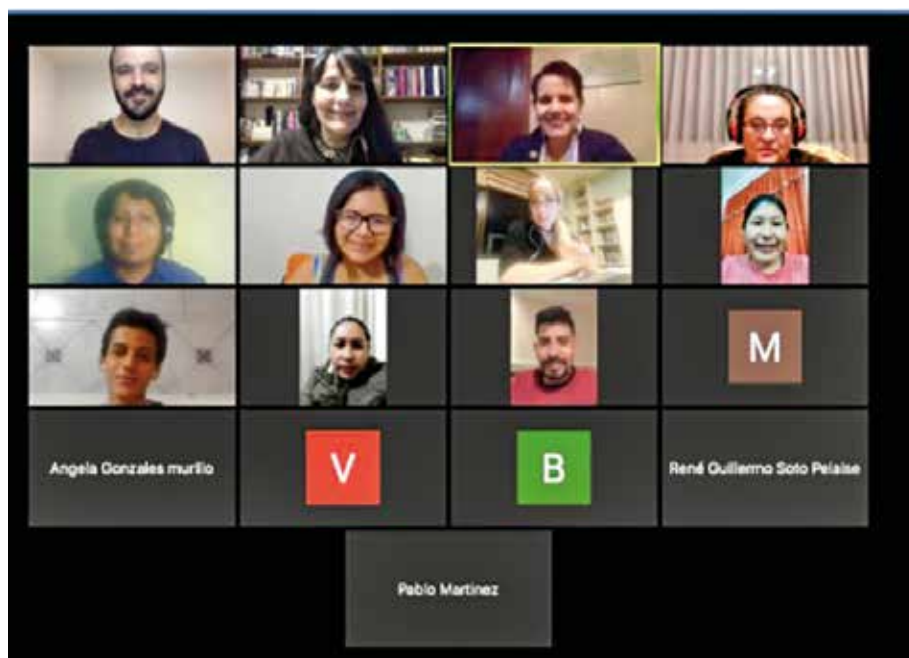 M
Angela Gonzales murillo
V
B
René Guillermo Soto Pelaise
Pablo Martinez